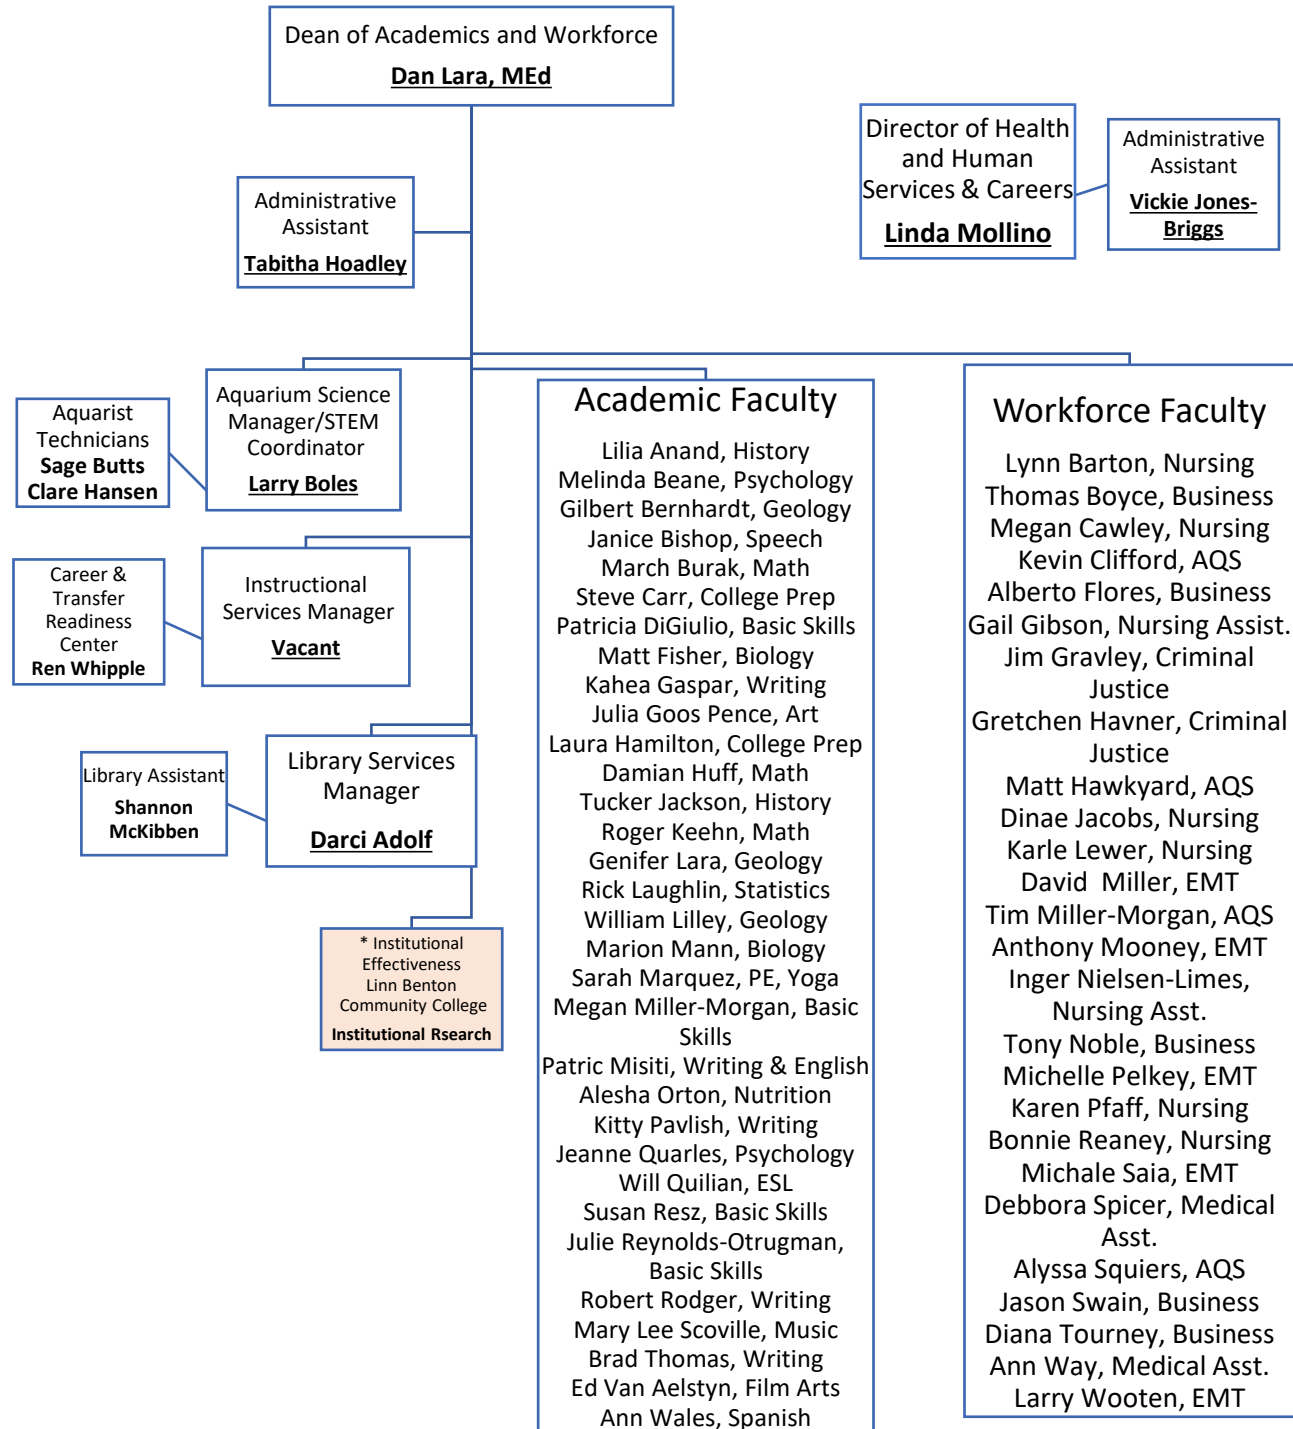 Dean of Academics and Workforce
Dan Lara, MEd
Director of Health
and Human
Services & Careers
Linda Mollino
Administrative
Assistant
Vickie Jones-
Briggs
Administrative
Assistant
Tabitha Hoadley
Aquarium Science
Manager/STEM
Coordinator
Larry Boles
Aquarist
Technicians
Sage Butts
Clare Hansen
Instructional
Services Manager
Vacant
Career &
Transfer
Readiness
Center
Ren Whipple
Library Services
Manager
Darci Adolf
Library Assistant
Shannon
McKibben
* Institutional
Effectiveness
Linn Benton
Community College
Institutional Rsearch
Academic Faculty
Lilia Anand, History
Melinda Beane, Psychology
Gilbert Bernhardt, Geology
Janice Bishop, Speech
March Burak, Math
Steve Carr, College Prep
Patricia DiGiulio, Basic Skills
Matt Fisher, Biology
Kahea Gaspar, Writing
Julia Goos Pence, Art
Laura Hamilton, College Prep
Damian Huff, Math
Tucker Jackson, History
Roger Keehn, Math
Genifer Lara, Geology
Rick Laughlin, Statistics
William Lilley, Geology
Marion Mann, Biology
Sarah Marquez, PE, Yoga
Megan Miller-Morgan, Basic
Skills
Patric Misiti, Writing & English
Alesha Orton, Nutrition
Kitty Pavlish, Writing
Jeanne Quarles, Psychology
Will Quilian, ESL
Susan Resz, Basic Skills
Julie Reynolds-Otrugman,
Basic Skills
Robert Rodger, Writing
Mary Lee Scoville, Music
Brad Thomas, Writing
Ed Van Aelstyn, Film Arts
Ann Wales, Spanish
Workforce Faculty
Lynn Barton, Nursing
Thomas Boyce, Business
Megan Cawley, Nursing
Kevin Clifford, AQS
Alberto Flores, Business
Gail Gibson, Nursing Assist.
Jim Gravley, Criminal
Justice
Gretchen Havner, Criminal
Justice
Matt Hawkyard, AQS
Dinae Jacobs, Nursing
Karle Lewer, Nursing
David  Miller, EMT
Tim Miller-Morgan, AQS
Anthony Mooney, EMT
Inger Nielsen-Limes,
Nursing Asst.
Tony Noble, Business
Michelle Pelkey, EMT
Karen Pfaff, Nursing
Bonnie Reaney, Nursing
Michale Saia, EMT
Debbora Spicer, Medical
Asst.
Alyssa Squiers, AQS
Jason Swain, Business
Diana Tourney, Business
Ann Way, Medical Asst.
Larry Wooten, EMT